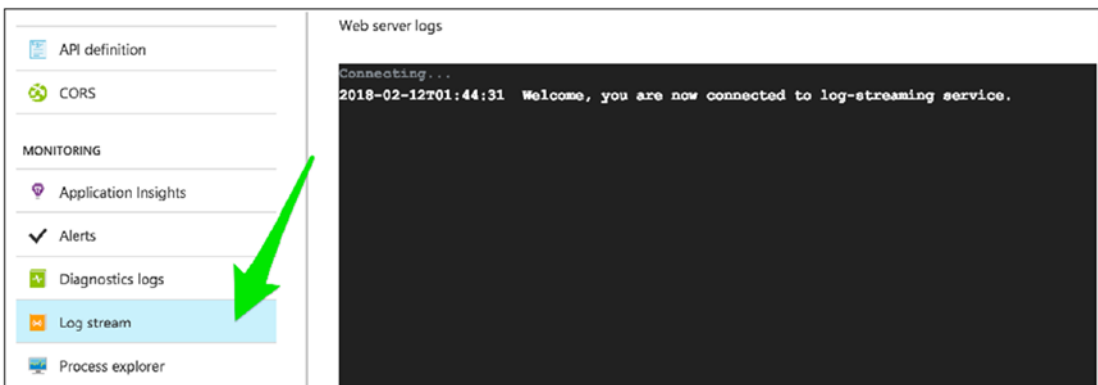 API definition
CORS
MONITORING
Application Insights
Alerts
Diagnostics logs
Log stream
Process explorer
Web server logs
Connecting...
2018-02-12T01:44:31  Welcome, you are now connected to log-streaming service.